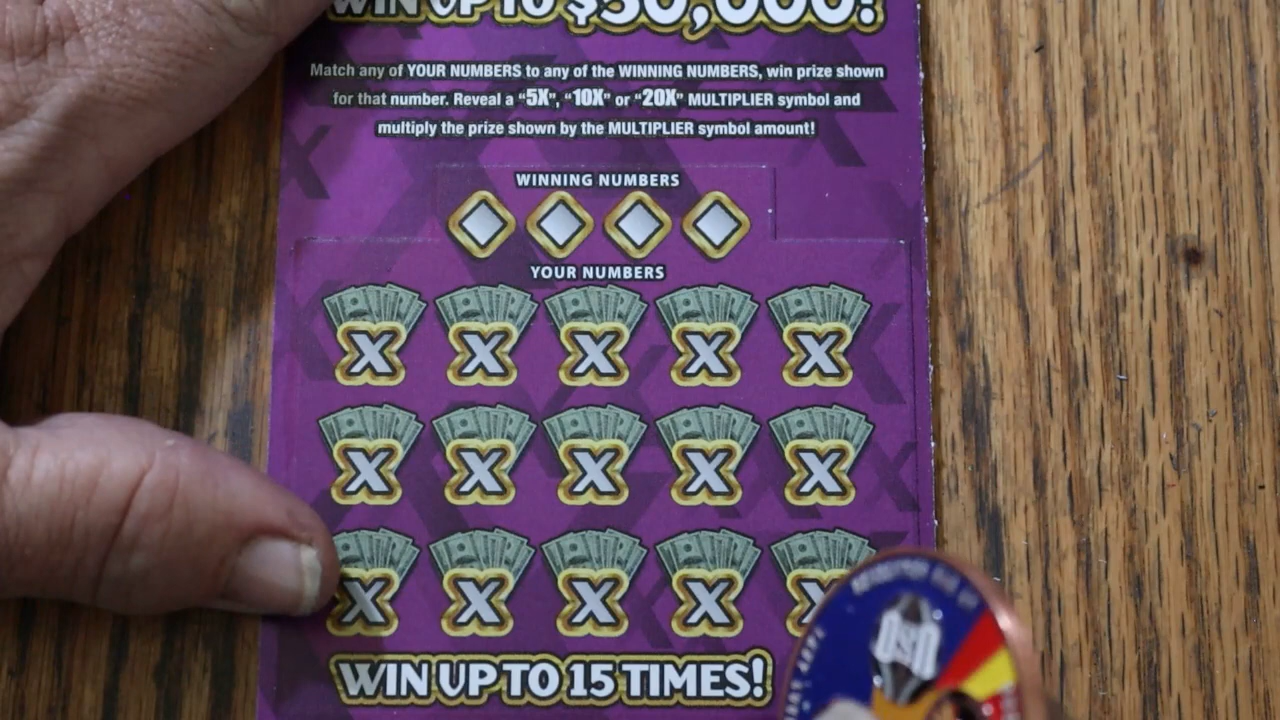 WIN UP TO $50,000!
Match any of YOUR NUMBERS to any of the WINNING NUMBERS, win prize shown
for that number. Reveal a "5X", "10X" or "20X" MULTIPLIER symbol and
multiply the prize shown by the MULTIPLIER symbol amount!
WINNING NUMBERS
YOUR NUMBERS
X X X X X
X X X X X
X X X X X
WIN UP TO 15 TIMES!